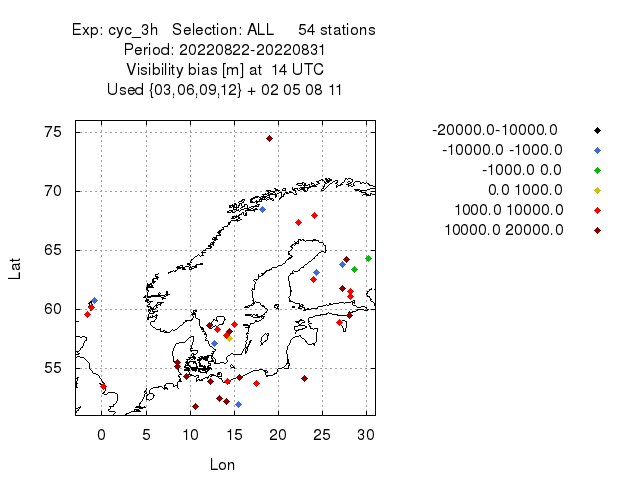 Exp: cyc_3h Selection: ALL 54 stations
Period: 20220822-20220831
Visibility bias [m] at 14 UTC
Used {03,06,09,12} + 02 05 08 11
-20000.0-10000.0
-10000.0 -1000.0
-1000.0 0.0
0.0 1000.0
1000.0 10000.0
10000.0 20000.0
75
70
65
60
55
Lat
0 5 10 15 20 25 30
Lon